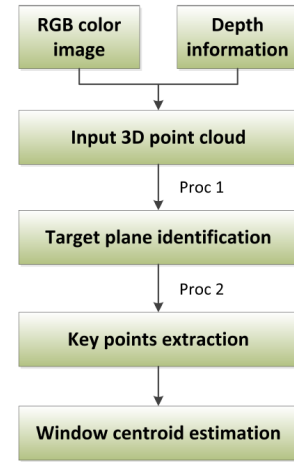 RGB color
image
Depth
information
Input 3D point cloud
Proc 1
Target plane identification
Proc 2
Key points extraction
Window centroid estimation